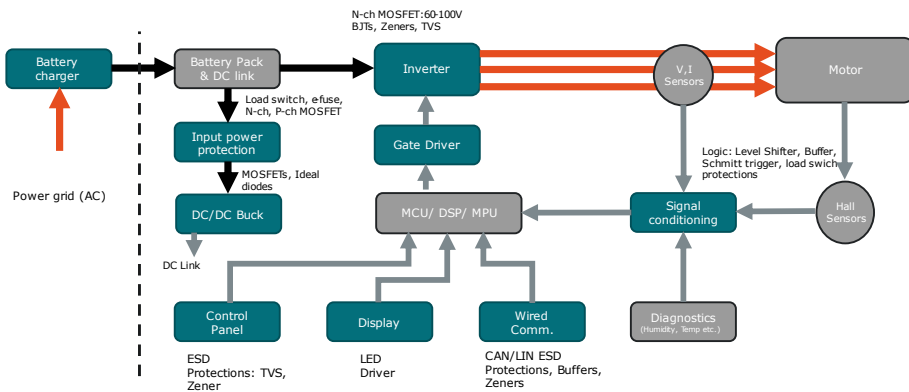 N-ch MOSFET:60-100V
BJTs, Zeners, TVS
Battery
charger
Battery Pack
& DC link
Inverter
V,I
Sensors
Motor
Load switch, efuse,
N-ch, P-ch MOSFET
Input power
protection
Gate Driver
Logic: Level Shifter, Buffer,
Schmitt trigger, load swich
protections
MOSFETs, Ideal
diodes
Power grid (AC)
DC/DC Buck
MCU/ DSP/ MPU
Signal
conditioning
Hall
Sensors
DC Link
Control
Panel
Display
Wired
Comm.
Diagnostics
(Humidity, Temp etc.)
ESD
Protections: TVS,
Zener
LED
Driver
CAN/LIN ESD
Protections, Buffers,
Zeners